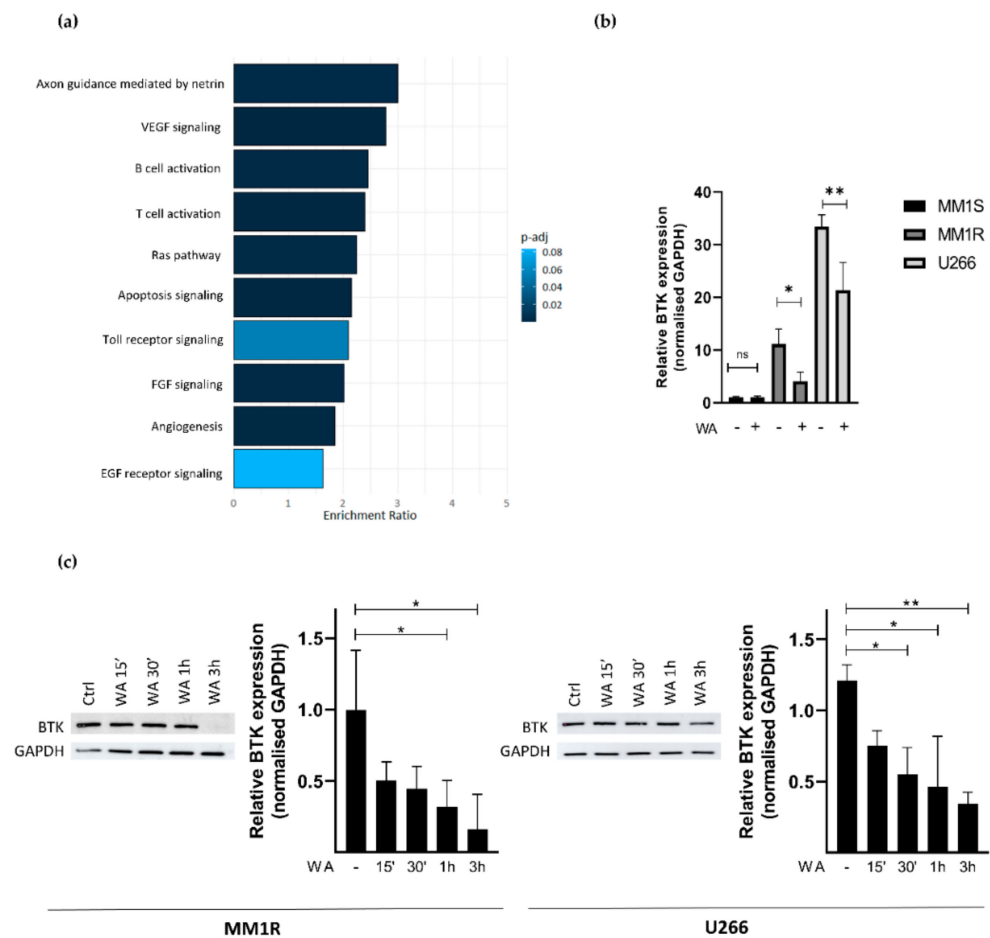 (a)
Axon guidance mediated by netrin
VEGF signaling
B cell activation
T cell activation
Ras pathway
Apoptosis signaling
Toll receptor signaling
FGF signaling
Angiogenesis
EGF receptor signaling
0 1 2 3 4 5
Enrichment Ratio
p-adj
0.08
0.06
0.04
0.02
(b)
Relative BTK expression
(normalised GAPDH)
40
30
20
10
0
ns
*
**
WA - + - + - +
MM1S
MM1R
U266
(c)
Ctrl
WA 15'
WA 30'
WA 1h
WA 3h
BTK
GAPDH
Relative BTK expression
(normalised GAPDH)
1.5
1.0
0.5
*
*
WA - 15' 30' 1h 3h
MM1R
Ctrl
WA 15'
WA 30'
WA 1h
WA 3h
BTK
GAPDH
Relative BTK expression
(normalised GAPDH)
1.5
1.0
0.5
**
*
*
WA - 15' 30' 1h 3h
U266